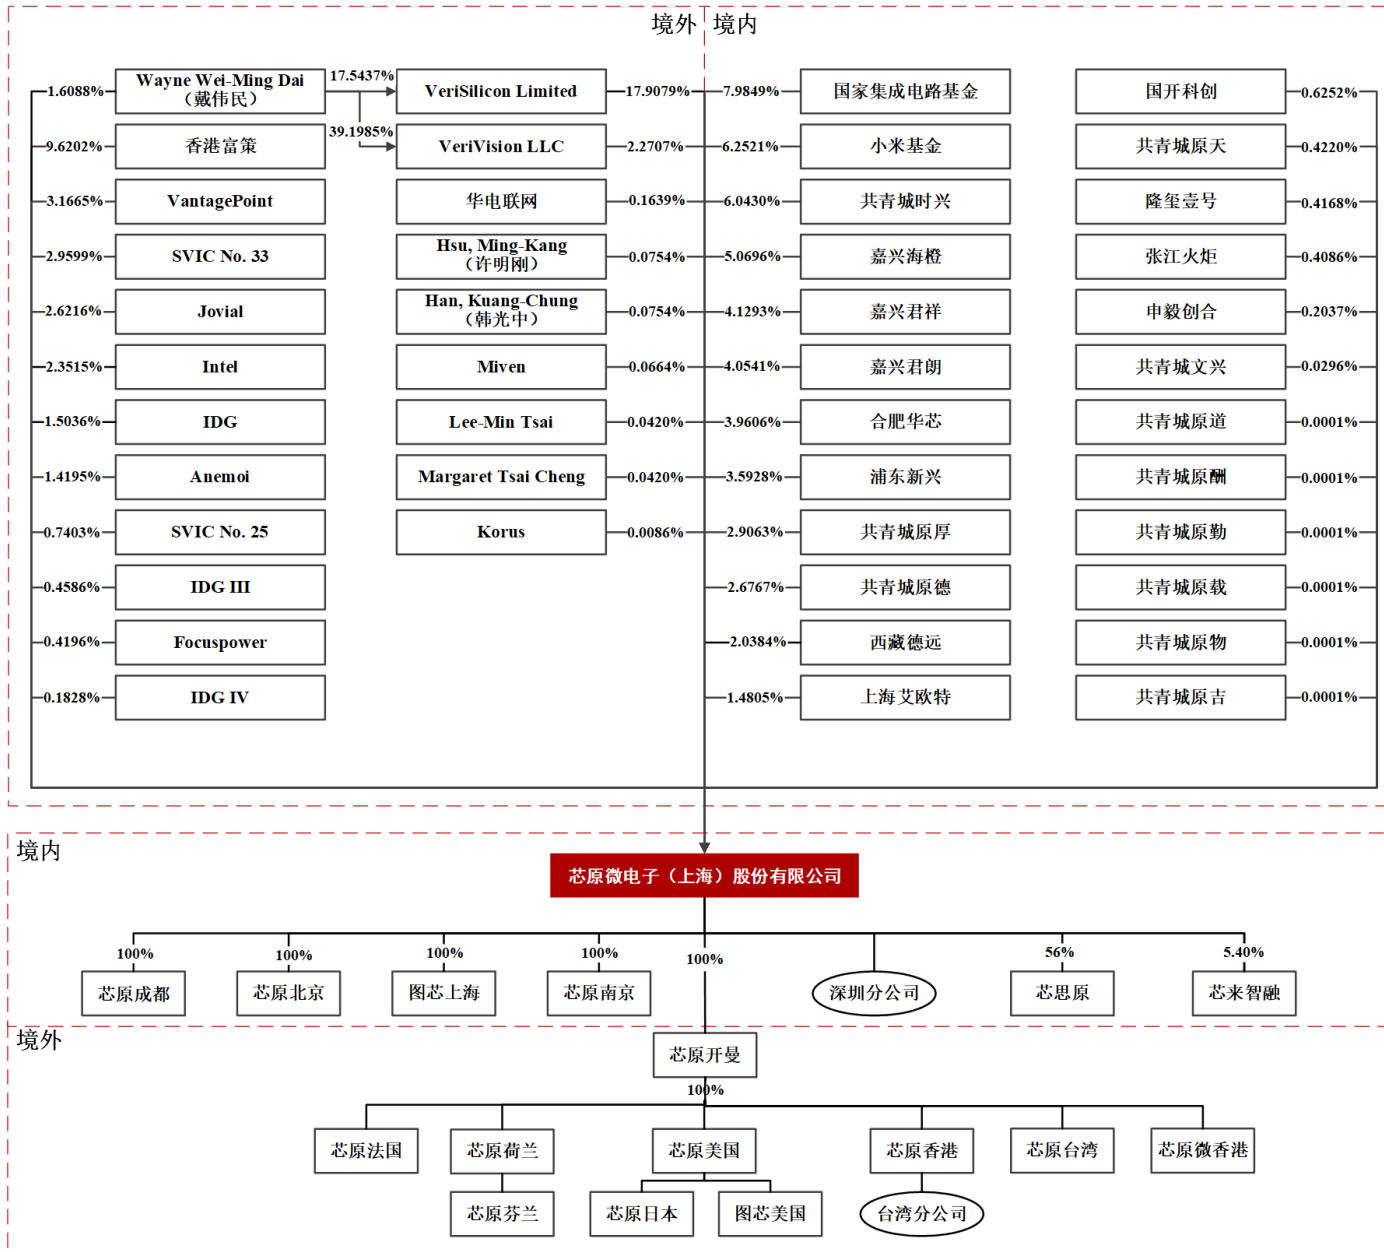 境外 境内
1.6088% Wayne Wei-Ming Dai
（戴伟民） 17.5437% VeriSilicon Limited 17.9079% 7.9849% 国家集成电路基金 国开科创 0.6252%
9.6202% 香港富策 39.1985% VeriVision LLC 2.2707% 6.2521% 小米基金 共青城原天 0.4220%
3.1665% VantagePoint 华电联网 0.1639% 6.0430% 共青城时兴 隆玺壹号 0.4168%
2.9599% SVIC No. 33 Hsu, Ming-Kang
（许明刚） 0.0754% 5.0696% 嘉兴海橙 张江火炬 0.4086%
2.6216% Jovial Han, Kuang-Chung
（韩光中） 0.0754% 4.1293% 嘉兴君祥 申毅创合 0.2037%
2.3515% Intel Miven 0.0664% 4.0541% 嘉兴君朗 共青城文兴 0.0296%
1.5036% IDG Lee-Min Tsai 0.0420% 3.9606% 合肥华芯 共青城原道 0.0001%
1.4195% Anemoi Margaret Tsai Cheng 0.0420% 3.5928% 浦东新兴 共青城原酬 0.0001%
0.7403% SVIC No. 25 Korus 0.0086% 2.9063% 共青城原厚 共青城原勤 0.0001%
0.4586% IDG III 2.6767% 共青城原德 共青城原载 0.0001%
0.4196% Focuspower 2.0384% 西藏德远 共青城原物 0.0001%
0.1828% IDG IV 1.4805% 上海艾欧特 共青城原吉 0.0001%
境内
芯原微电子（上海）股份有限公司
100% 100% 100% 100% 100% 56% 5.40%
芯原成都 芯原北京 图芯上海 芯原南京 深圳分公司 芯思原 芯来智融
境外
芯原开曼
100%
芯原法国 芯原荷兰 芯原美国 芯原香港 芯原台湾 芯原微香港
芯原芬兰 芯原日本 图芯美国 台湾分公司